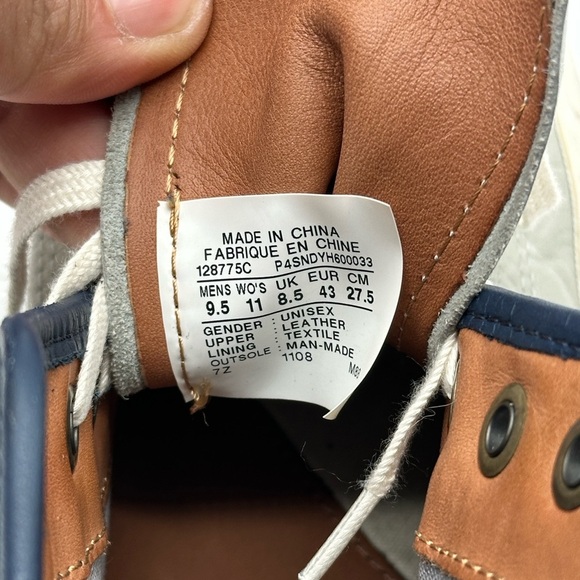 MADE IN CHINA
FABRIQUE EN CHINE
128775C P4SNDYH600033
MENS WO'S UK EUR CM
9.5 11 8.5 43 27.5
GENDER : UNISEX
UPPER : LEATHER
LINING : TEXTILE
OUTSOLE : MAN-MADE
7Z 1108